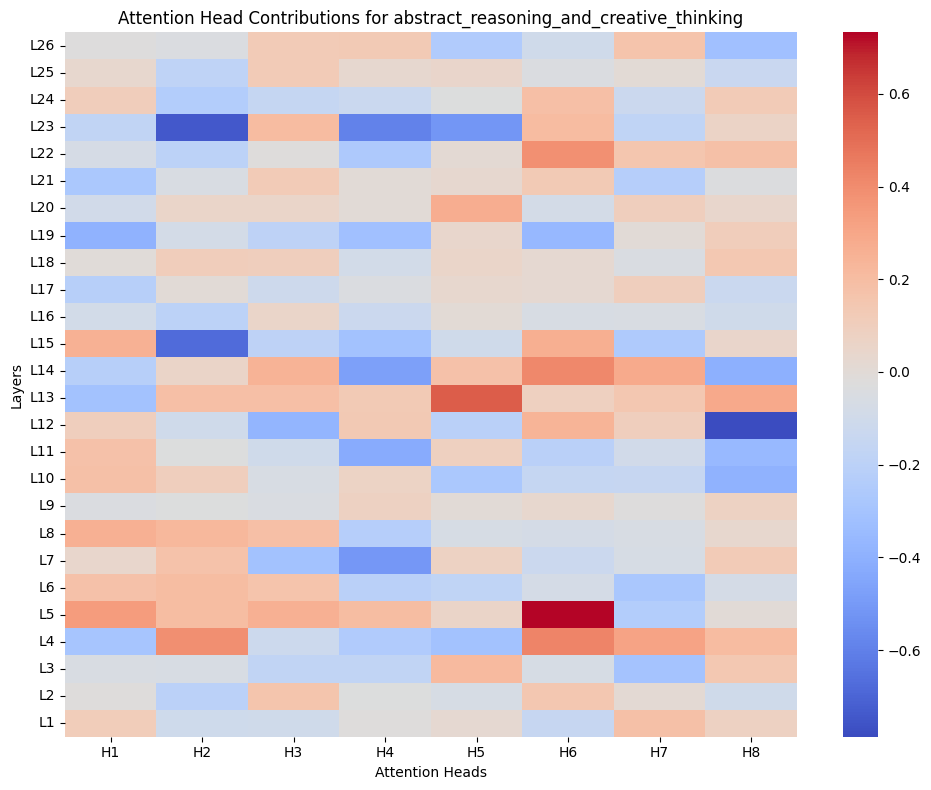 Attention Head Contributions for abstract_reasoning_and_creative_thinking
L26
L25
L24
L23
L22
L21
L20
L19
L18
L17
L16
L15
L14
L13
L12
L11
L10
L9
L8
L7
L6
L5
L4
L3
L2
L1
Layers
H1 H2 H3 H4 H5 H6 H7 H8
Attention Heads
0.6
0.4
0.2
0.0
−0.2
−0.4
−0.6